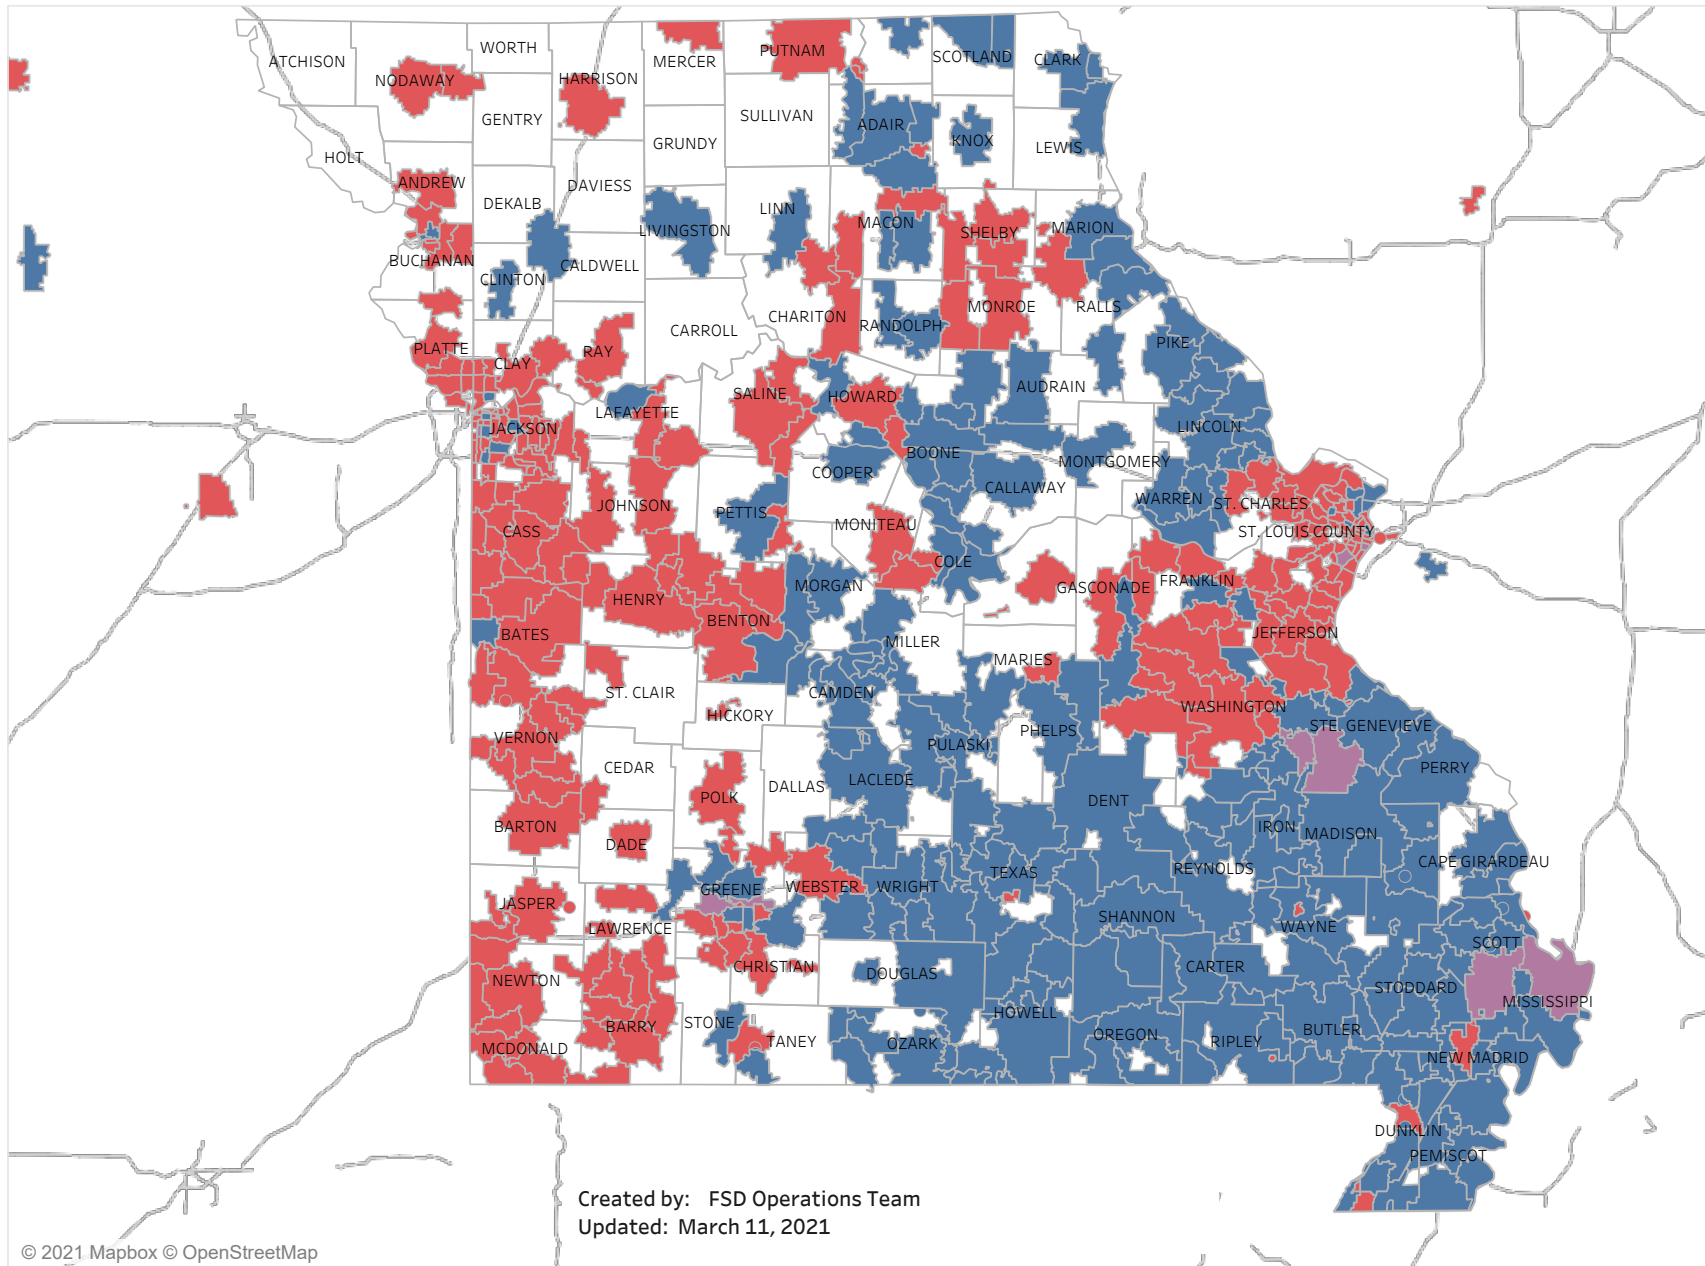 ATCHISON
WORTH
NODAWAY
HARRISON
MERCER
PUTNAM
SCOTLAND
CLARK
GENTRY
SULLIVAN
ADAIR
KNOX
LEWIS
GRUNDY
HOLT
ANDREW
DAVIESS
DEKALB
LINN
MACON
LIVINGSTON
SHELBY
MARION
BUCHANAN
CLINTON
CALDWELL
CHARITON
RANDOLPH
MONROE
RALLS
CARROLL
PLATTE
CLAY
RAY
PIKE
AUDRAIN
SALINE
HOWARD
LAFAYETTE
JACKSON
LINCOLN
BOONE
MONTGOMERY
COOPER
CALLAWAY
WARREN
ST. CHARLES
JOHNSON
PETTIS
MONITEAU
CASS
ST. LOUIS COUNTY
COLE
MORGAN
GASCONADE
FRANKLIN
HENRY
BENTON
BATES
MILLER
JEFFERSON
MARIES
ST. CLAIR
CAMDEN
WASHINGTON
HICKORY
STE. GENEVIEVE
PHELPS
VERNON
PULASKI
CEDAR
LACLEDE
PERRY
DALLAS
POLK
DENT
BARTON
IRON
MADISON
DADE
CAPE GIRARDEAU
REYNOLDS
TEXAS
GREENE
WEBSTER
WRIGHT
JASPER
SHANNON
WAYNE
LAWRENCE
SCOTT
CHRISTIAN
DOUGLAS
CARTER
NEWTON
STODDARD
MISSISSIPPI
HOWELL
STONE
BARRY
OREGON
BUTLER
TANEY
OZARK
RIPLEY
MCDONALD
NEW MADRID
DUNKLIN
PEMISCOT
Created by: FSD Operations Team
Updated: March 11, 2021
© 2021 Mapbox © OpenStreetMap